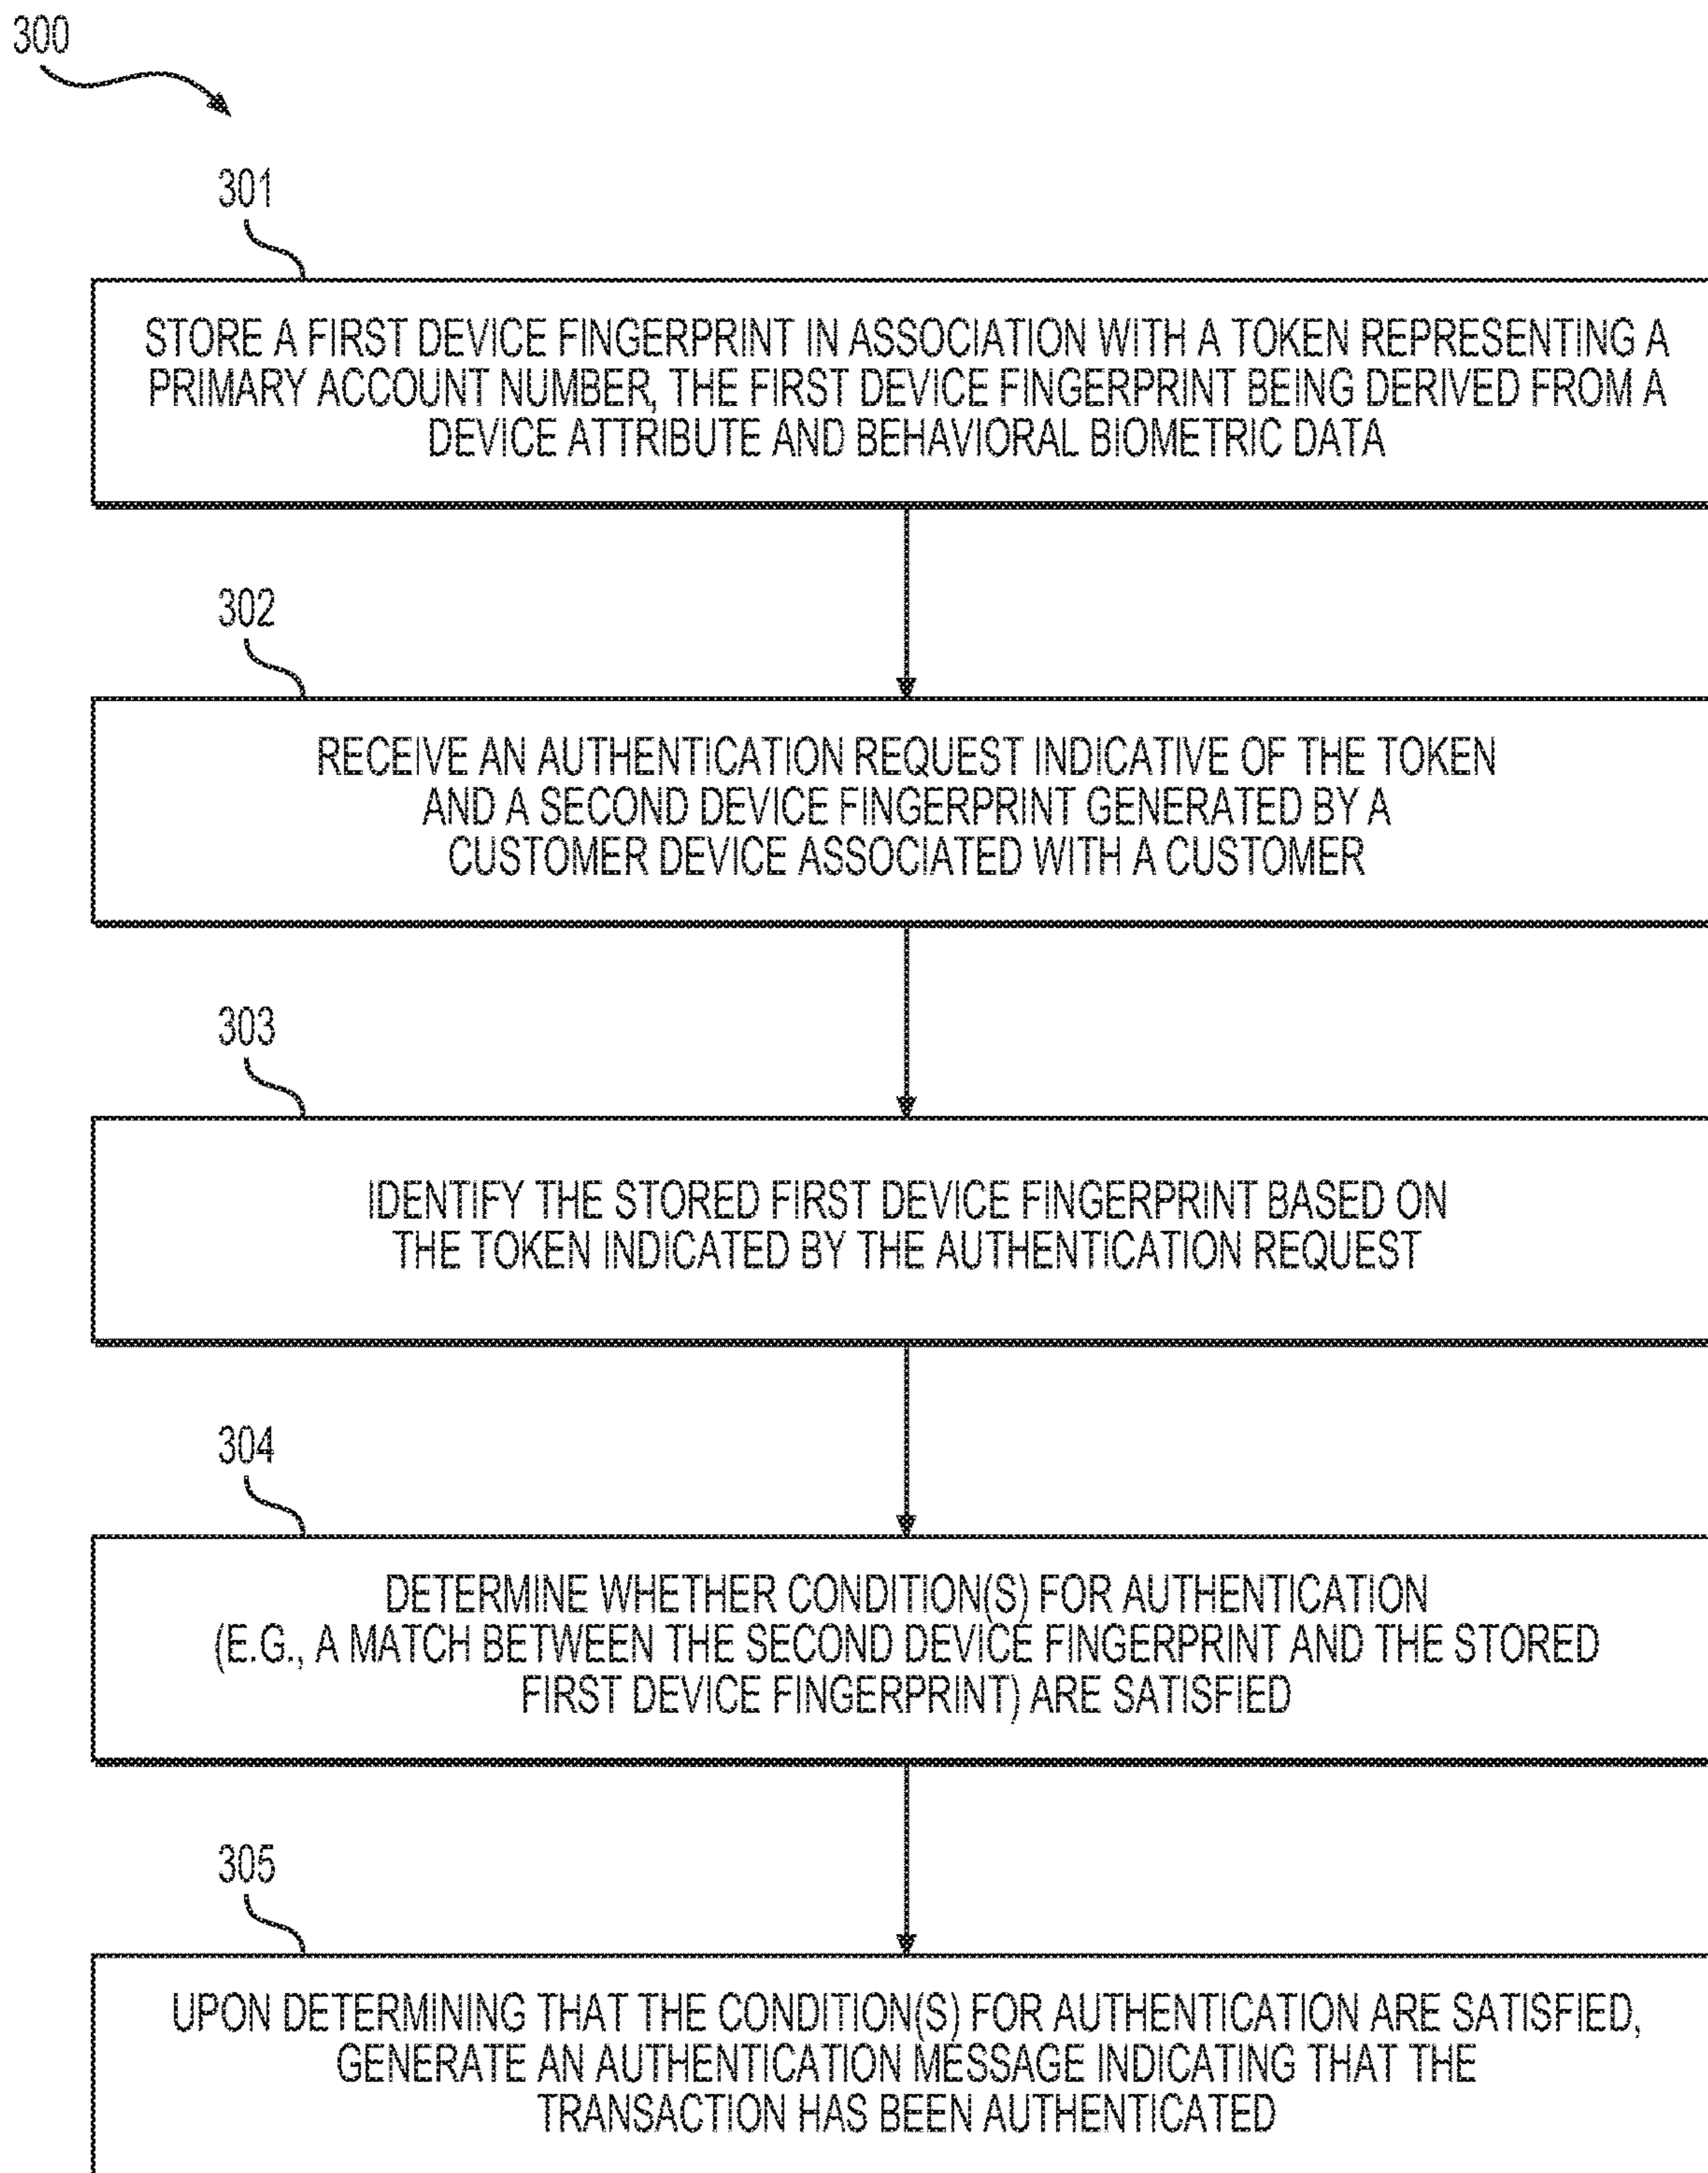 300
301
STORE A FIRST DEVICE FINGERPRINT IN ASSOCIATION WITH A TOKEN REPRESENTING A
PRIMARY ACCOUNT NUMBER, THE FIRST DEVICE FINGERPRINT BEING DERIVED FROM A
DEVICE ATTRIBUTE AND BEHAVIORAL BIOMETRIC DATA
302
RECEIVE AN AUTHENTICATION REQUEST INDICATIVE OF THE TOKEN
AND A SECOND DEVICE FINGERPRINT GENERATED BY A
CUSTOMER DEVICE ASSOCIATED WITH A CUSTOMER
303
IDENTIFY THE STORED FIRST DEVICE FINGERPRINT BASED ON
THE TOKEN INDICATED BY THE AUTHENTICATION REQUEST
304
DETERMINE WHETHER CONDITION(S) FOR AUTHENTICATION
(E.G., A MATCH BETWEEN THE SECOND DEVICE FINGERPRINT AND THE STORED
FIRST DEVICE FINGERPRINT) ARE SATISFIED
305
UPON DETERMINING THAT THE CONDITION(S) FOR AUTHENTICATION ARE SATISFIED,
GENERATE AN AUTHENTICATION MESSAGE INDICATING THAT THE
TRANSACTION HAS BEEN AUTHENTICATED